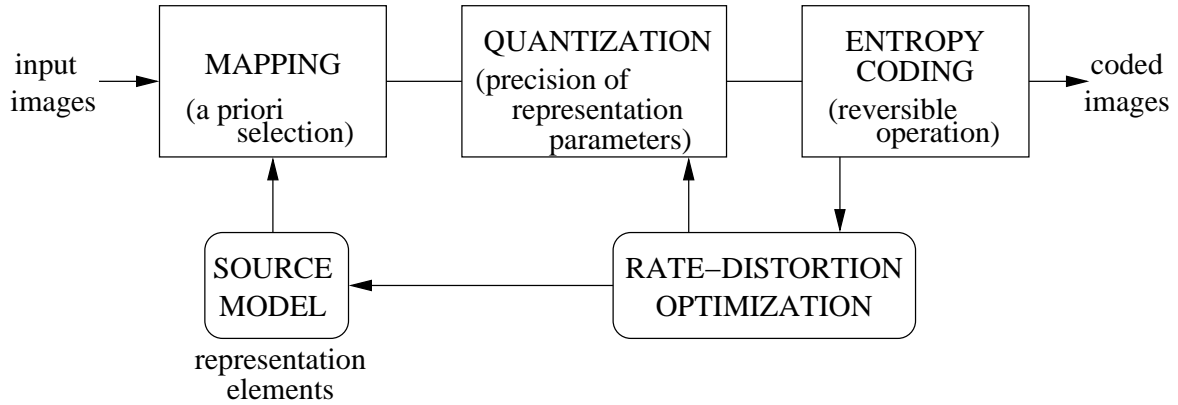 input
images
MAPPING
(a priori
selection)
QUANTIZATION
(precision of
representation
parameters)
ENTROPY
CODING
(reversible
operation)
coded
images
SOURCE
MODEL
representation
elements
RATE–DISTORTION
OPTIMIZATION